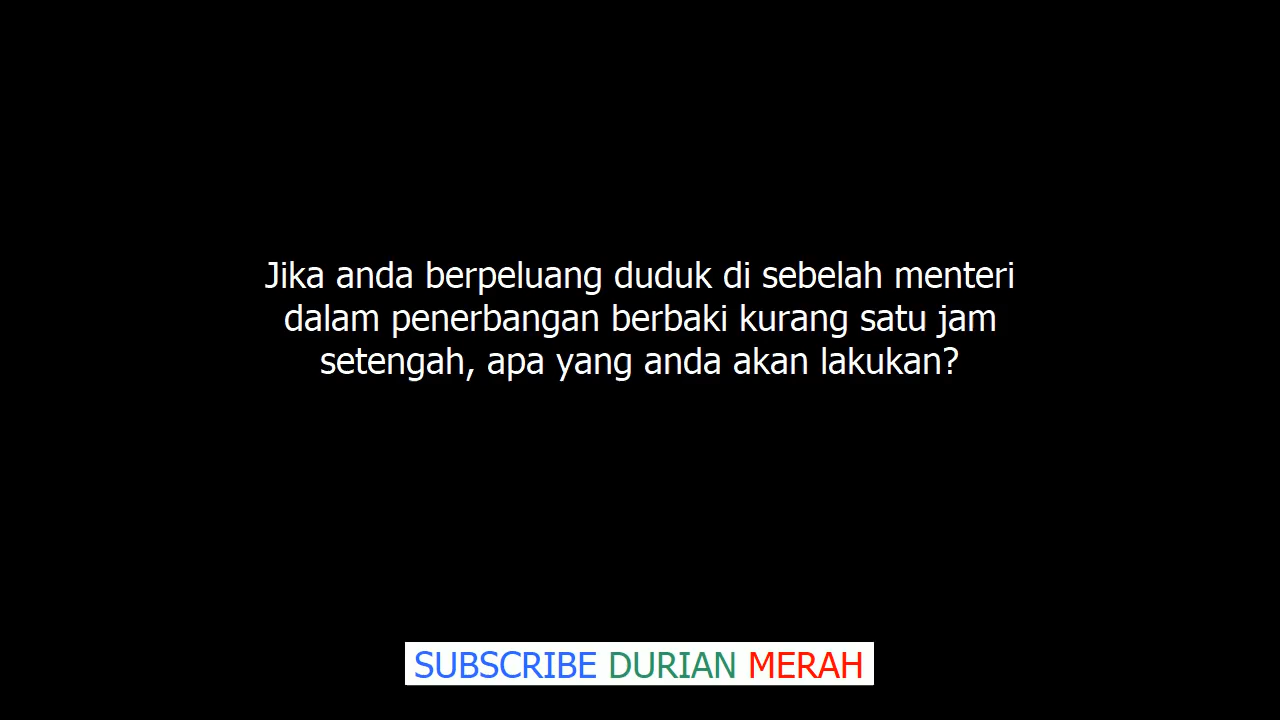 Jika anda berpeluang duduk di sebelah menteri
dalam penerbangan berbaki kurang satu jam
setengah, apa yang anda akan lakukan?
SUBSCRIBE DURIAN MERAH